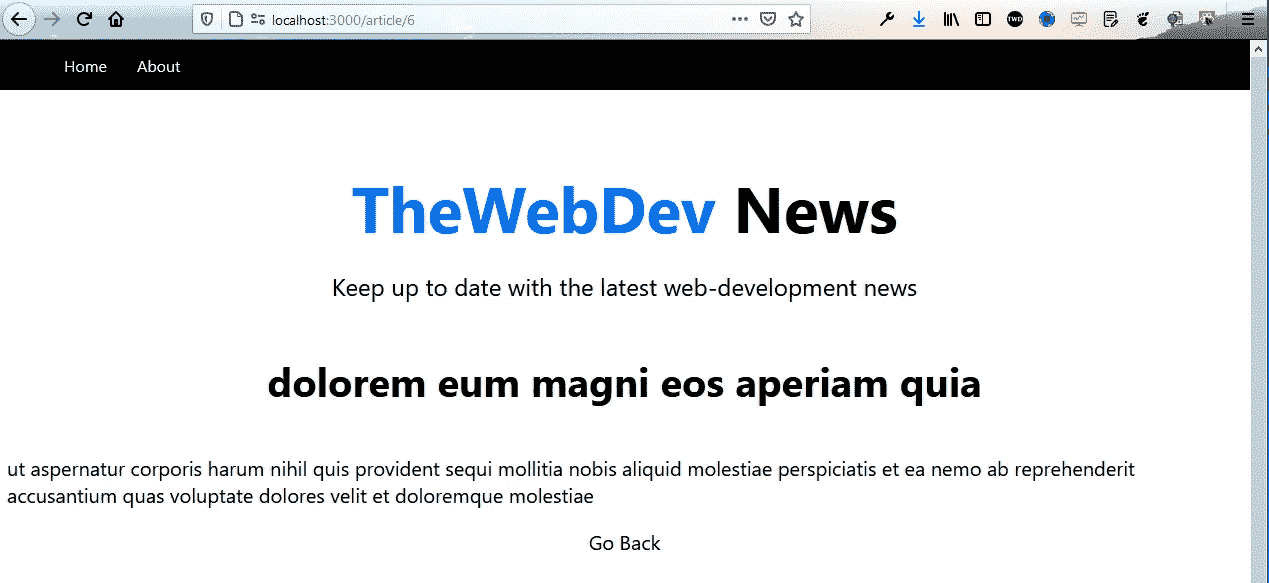 localhost:3000/article/6
TWD
Home About
TheWebDev News
Keep up to date with the latest web-development news
dolorem eum magni eos aperiam quia
ut aspernatur corporis harum nihil quis provident sequi mollitia nobis aliquid molestiae perspiciatis et ea nemo ab reprehenderit
accusantium quas voluptate dolores velit et doloremque molestiae
Go Back